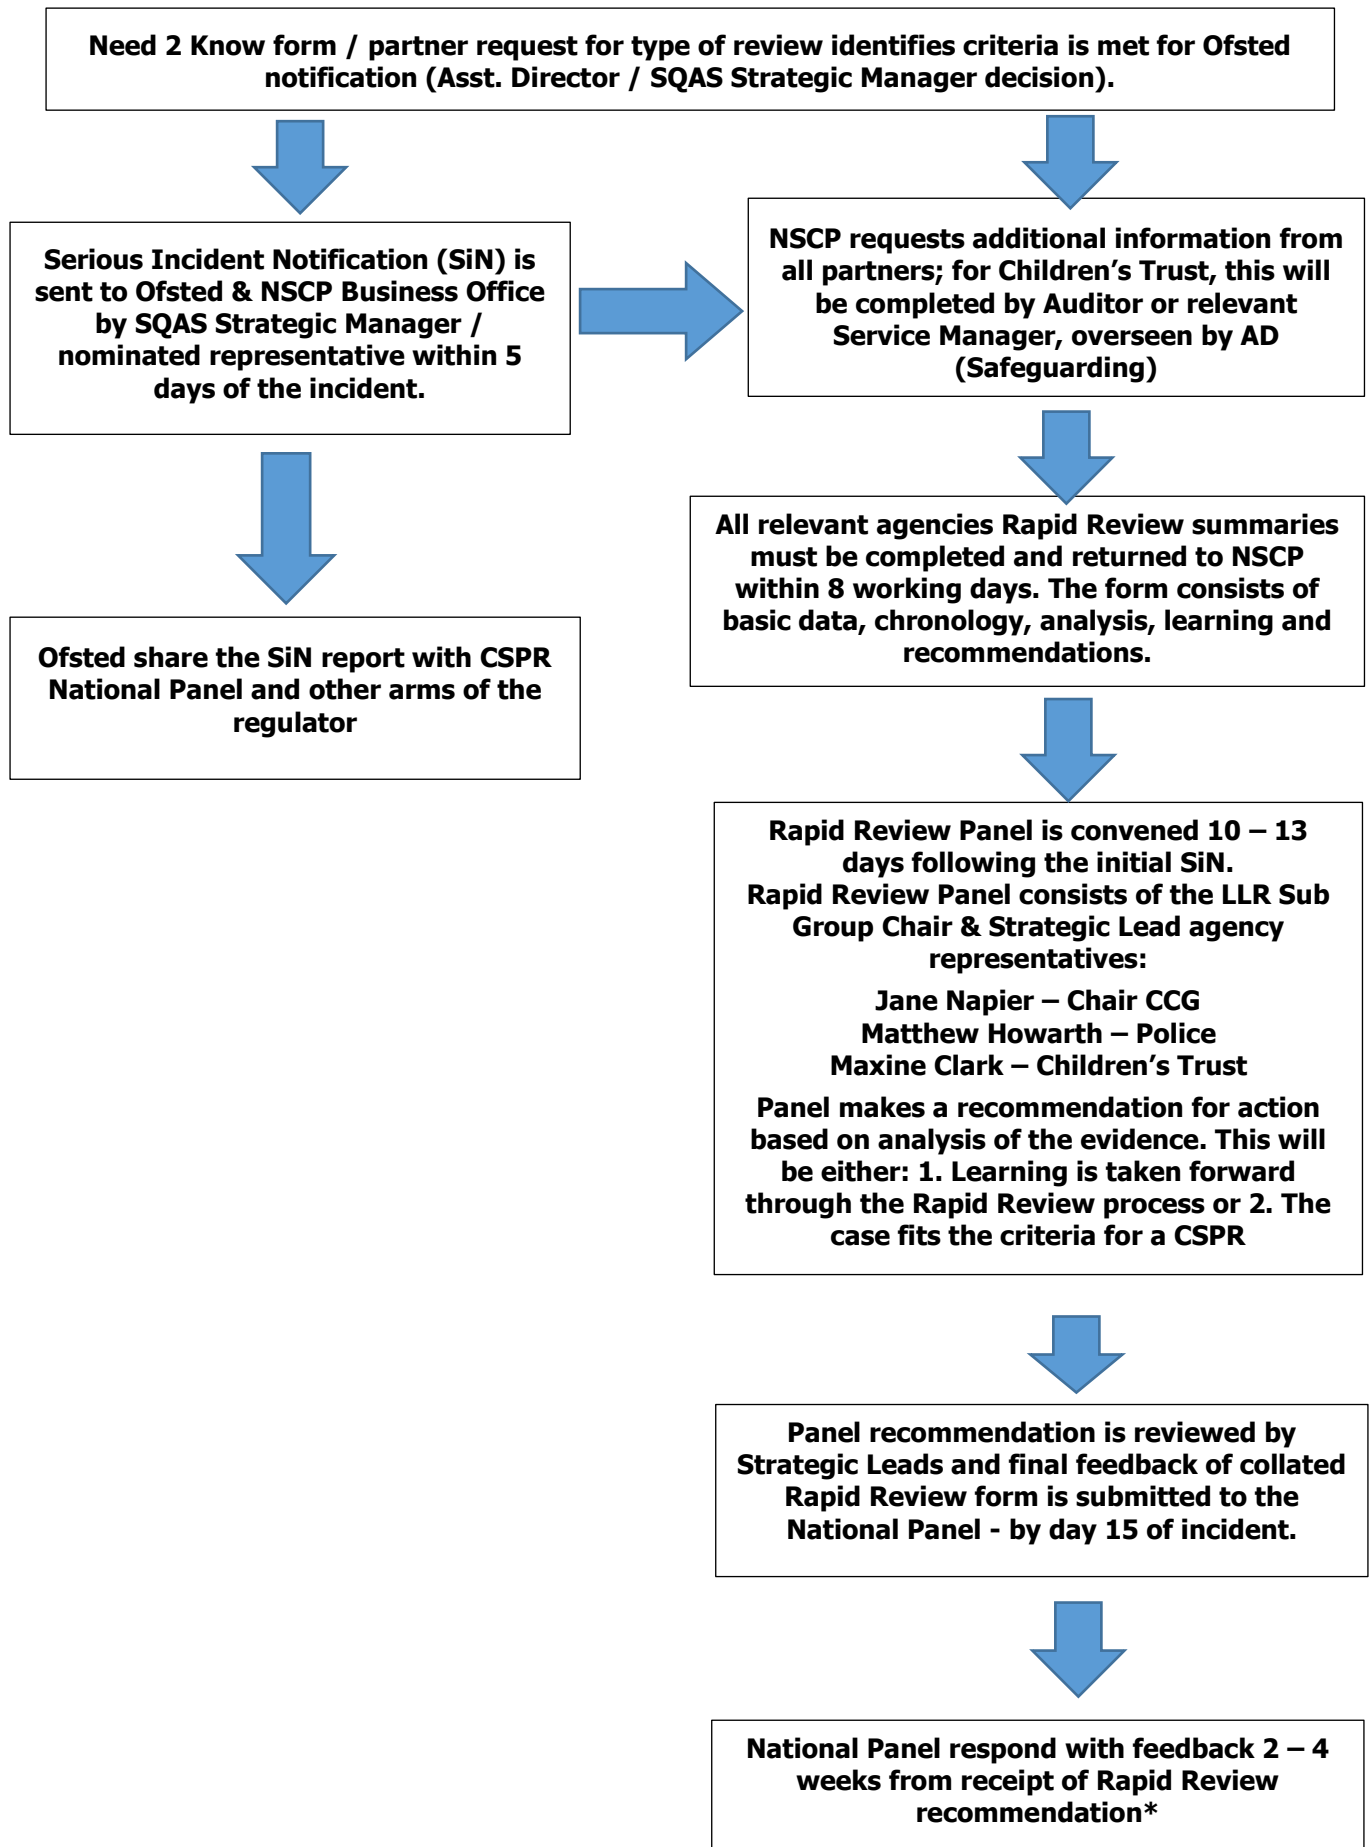 Need 2 Know form / partner request for type of review identifies criteria is met for Ofsted
notification (Asst. Director / SQAS Strategic Manager decision).
Serious Incident Notification (SiN) is
sent to Ofsted & NSCP Business Office
by SQAS Strategic Manager /
nominated representative within 5
days of the incident.
NSCP requests additional information from
all partners; for Children’s Trust, this will
be completed by Auditor or relevant
Service Manager, overseen by AD
(Safeguarding)
All relevant agencies Rapid Review summaries
must be completed and returned to NSCP
within 8 working days. The form consists of
basic data, chronology, analysis, learning and
recommendations.
Ofsted share the SiN report with CSPR
National Panel and other arms of the
regulator
Rapid Review Panel is convened 10 – 13
days following the initial SiN.
Rapid Review Panel consists of the LLR Sub
Group Chair & Strategic Lead agency
representatives:
Jane Napier – Chair CCG
Matthew Howarth – Police
Maxine Clark – Children’s Trust
Panel makes a recommendation for action
based on analysis of the evidence. This will
be either: 1. Learning is taken forward
through the Rapid Review process or 2. The
case fits the criteria for a CSPR
Panel recommendation is reviewed by
Strategic Leads and final feedback of collated
Rapid Review form is submitted to the
National Panel - by day 15 of incident.
National Panel respond with feedback 2 – 4
weeks from receipt of Rapid Review
recommendation*